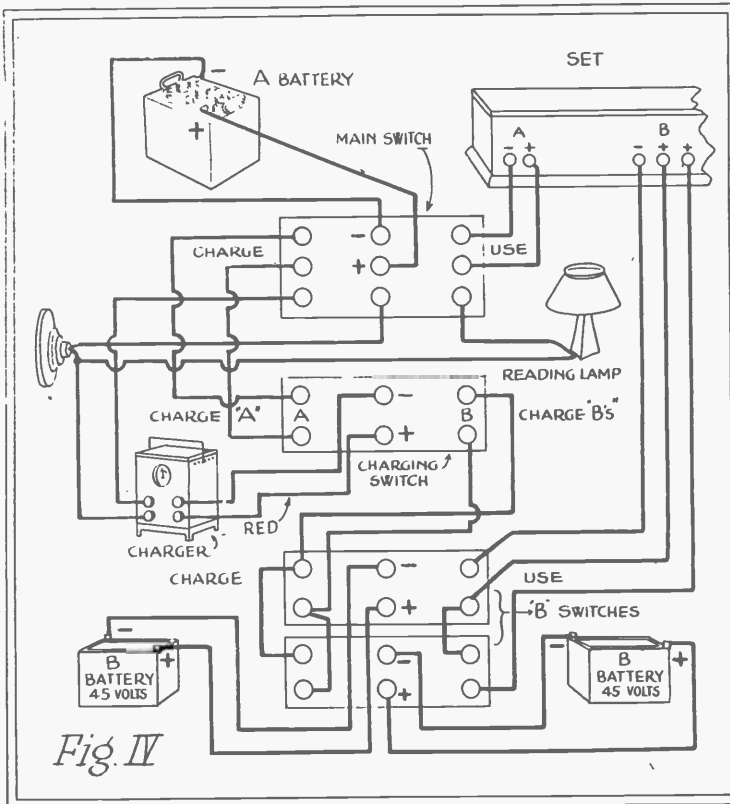 SET
A BATTERY
-
+
MAIN SWITCH
A
B
- +
- + +
CHARGE
-
USE
+
READING LAMP
CHARGE "A"
A
-
B
CHARGE "B's"
+
CHARGING
SWITCH
RED
CHARGER
CHARGE
-
USE
+
"B" SWITCHES
-
+
B
BATTERY
45 VOLTS
-
+
-
+
B
BATTERY
45 VOLTS
Fig. IV